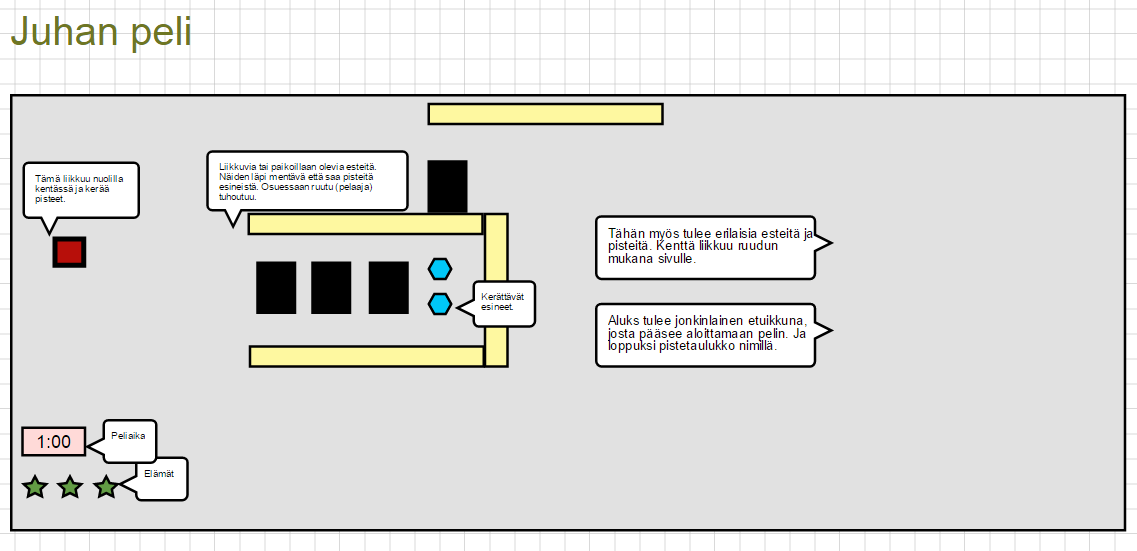 Juhan peli
Tämä liikkuu nuolilla
kentässä ja kerää
pisteet.
Liikkuvia tai paikoillaan olevia esteitä.
Näiden läpi mentävä että saa pisteitä
esineistä. Osuessaan ruutu (pelaaja)
tuhoutuu.
Tähän myös tulee erilaisia esteitä ja
pisteitä. Kenttä liikkuu ruudun
mukana sivulle.
Kerättävät
esineet.
Aluks tulee jonkinlainen etuikkuna,
josta pääsee aloittamaan pelin. Ja
loppuksi pistetaulukko nimillä.
1:00
Peliaika
Elämät